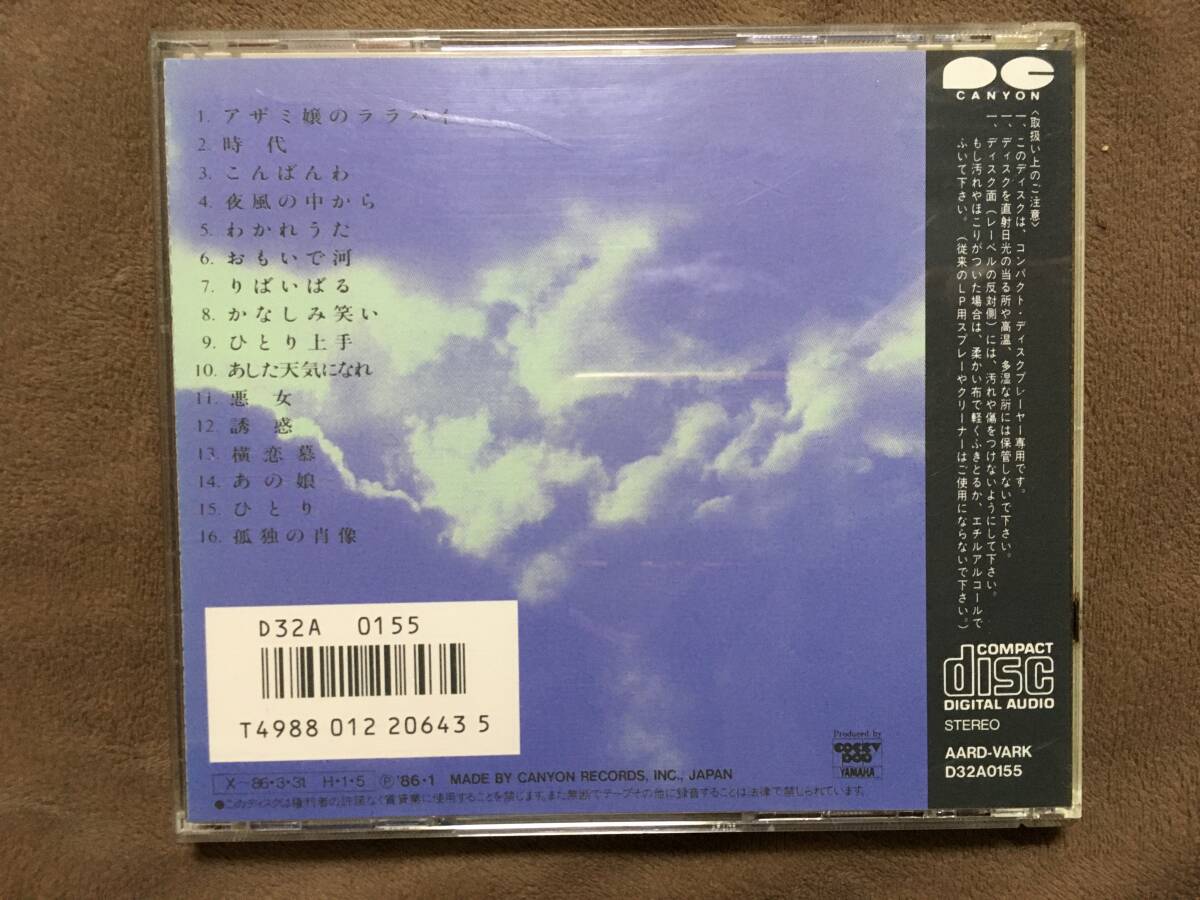 1. アザミ嬢のララバイ
2. 時代
3. こんばんわ
4. 夜風の中から
5. わかれうた
6. おもいで河
7. りばいばる
8. かなしみ笑い
9. ひとり上手
10. あした天気になれ
11. 悪女
12. 誘惑
13. 横恋慕
14. あの娘
15. ひとり
16. 孤独の肖像
D32A 0155
T4988 012 20643 5
X-86・3・31 H・1・5 Ⓟ'86・1 MADE BY CANYON RECORDS, INC., JAPAN
●このディスクは権利者の許諾なく賃貸業に使用することを禁じます。また無断でテープその他に録音することは法律で禁じられています。
Produced by
YAMAHA
CANYON
〈取扱い上のご注意〉
一、このディスクは、コンパクト・ディスクプレーヤー専用です。
一、ディスクを直射日光の当る所や高温、多湿な所には保管しないで下さい。
一、ディスク面(レーベルの反対側)には、汚れや傷をつけないようにして下さい。
もし汚れやほこりがついた場合は、柔かい布で軽くふきとるか、エチルアルコールで
ふいて下さい。(従来のLP用スプレーやクリーナーはご使用にならないで下さい。)
COMPACT
disc
DIGITAL AUDIO
STEREO
AARD-VARK
D32A0155